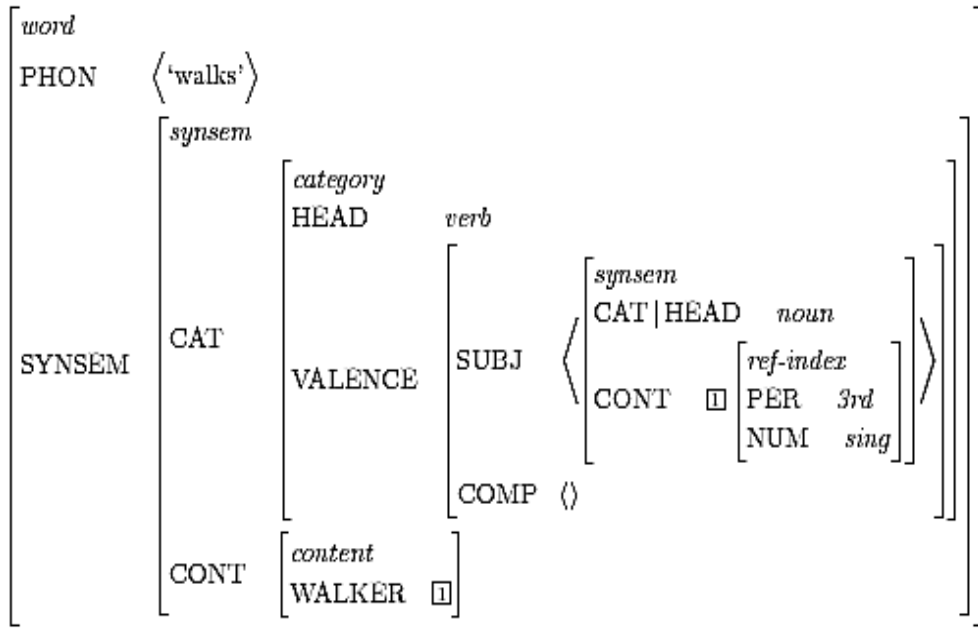 word
PHON ⟨‘walks’⟩
synsem
category
HEAD verb
synsem
CAT|HEAD noun
CAT
SYNSEM
SUBJ
ref-index
VALENCE
CONT 1 PER 3rd
NUM sing
COMP ⟨⟩
content
CONT
WALKER 1